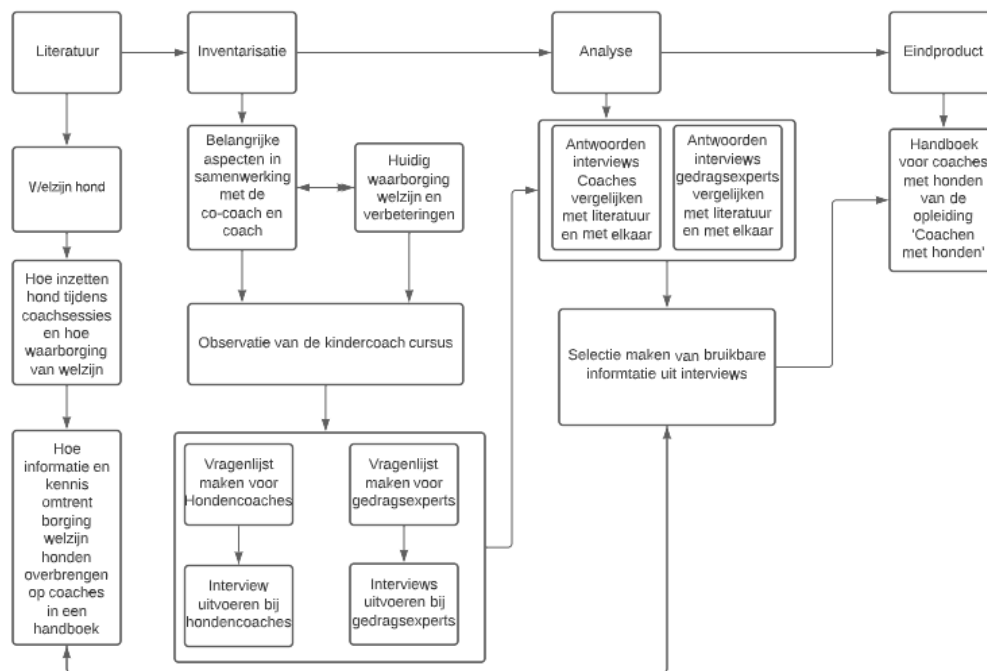 Literatuur
Inventarisatie
Analyse
Eindproduct
Welzijn hond
Hoe inzetten
hond tijdens
coachsessies
en hoe
waarborging
van welzijn
Hoe
informatie en
kennis
omtrent
borging
welzijn
honden
overbrengen
op coaches
in een
handboek
Belangrijke
aspecten in
samenwerking
met de
co-coach en
coach
Huidig
waarborging
welzijn en
verbeteringen
Observatie van de kindercoach cursus
Vragenlijst
maken voor
Hondencoaches
Vragenlijst
maken voor
gedragsexperts
Interview
uitvoeren bij
hondencoaches
Interviews
uitvoeren bij
gedragsexperts
Antwoorden
interviews
Coaches
vergelijken
met literatuur
en met elkaar
Antwoorden
interviews
gedragsexperts
vergelijken
met literatuur
en met elkaar
Selectie maken van bruikbare
informtatie uit interviews
Handboek
voor coaches
met honden
van de
opleiding
'Coachen
met honden'